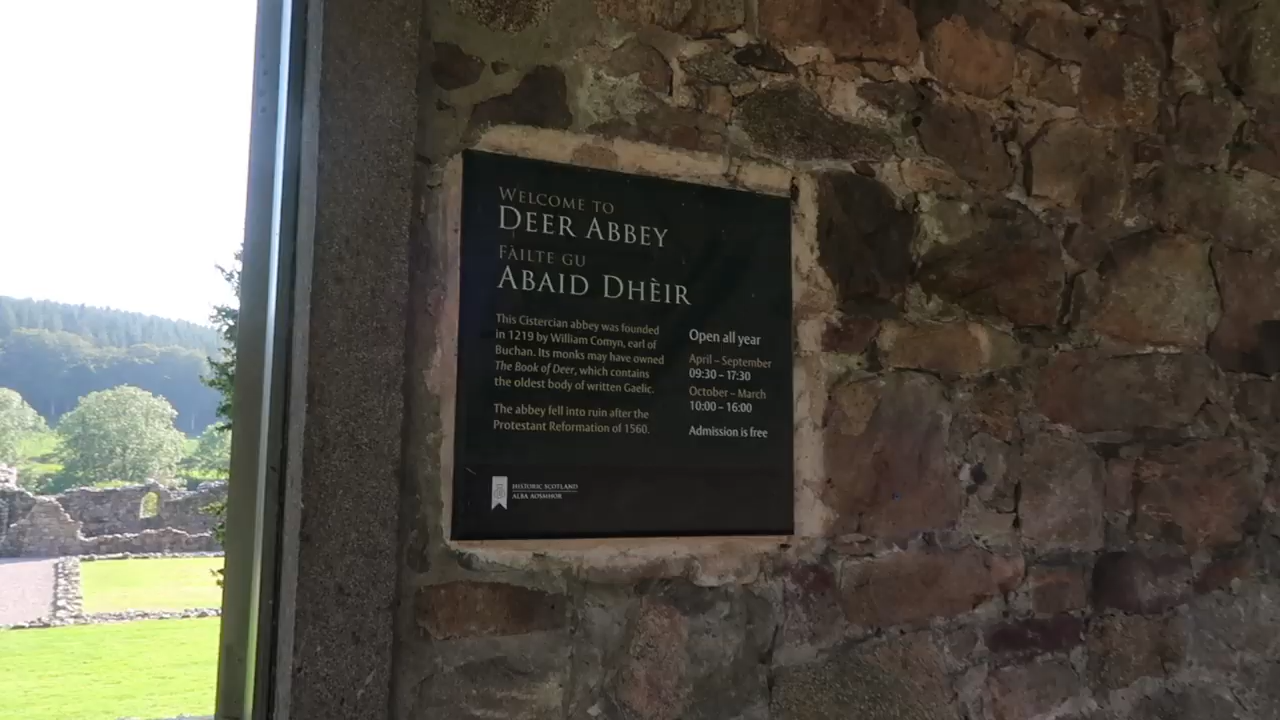 WELCOME TO
DEER ABBEY
FÀILTE GU
ABAID DHÈIR
This Cistercian abbey was founded
in 1219 by William Comyn, earl of
Buchan. Its monks may have owned
The Book of Deer, which contains
the oldest body of written Gaelic.
The abbey fell into ruin after the
Protestant Reformation of 1560.
Open all year
April – September
09:30 – 17:30
October – March
10:00 – 16:00
Admission is free
HISTORIC SCOTLAND
ALBA AOSMHOR